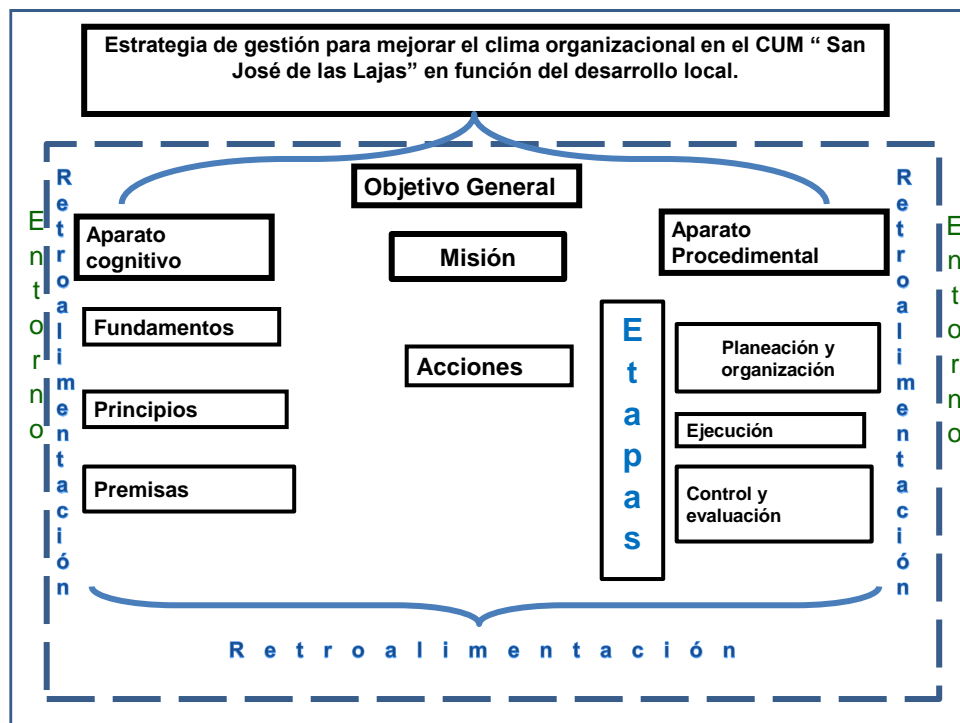 Estrategia de gestión para mejorar el clima organizacional en el CUM “ San
José de las Lajas” en función del desarrollo local.
Objetivo General
Misión
Acciones
Entorno
Retroalimentación
Aparato
cognitivo
Fundamentos
Principios
Premisas
Aparato
Procedimental
Etapas
Planeación y
organización
Ejecución
Control y
evaluación
Retroalimentación
Entorno
Retroalimentación